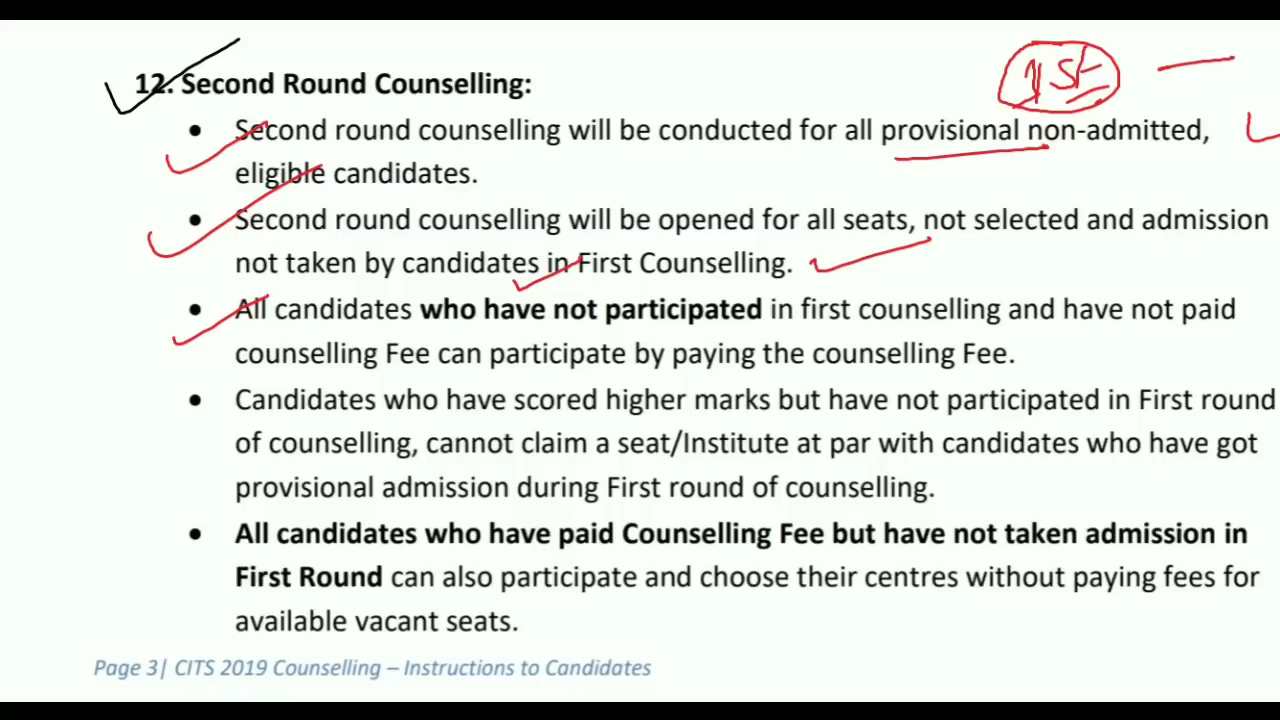 1st
12. Second Round Counselling:
• Second round counselling will be conducted for all provisional non-admitted,
eligible candidates.
• Second round counselling will be opened for all seats, not selected and admission
not taken by candidates in First Counselling.
• All candidates who have not participated in first counselling and have not paid
counselling Fee can participate by paying the counselling Fee.
• Candidates who have scored higher marks but have not participated in First round
of counselling, cannot claim a seat/Institute at par with candidates who have got
provisional admission during First round of counselling.
• All candidates who have paid Counselling Fee but have not taken admission in
First Round can also participate and choose their centres without paying fees for
available vacant seats.
Page 3| CITS 2019 Counselling – Instructions to Candidates